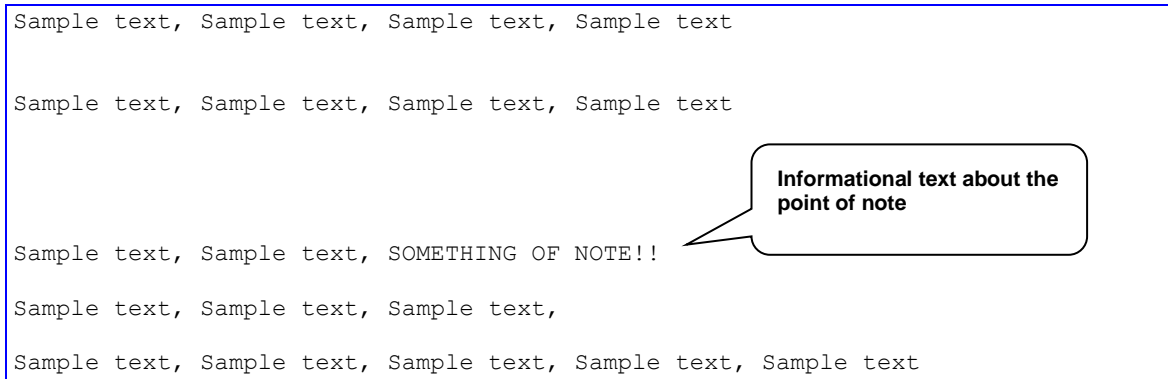 Sample text, Sample text, Sample text, Sample text
Sample text, Sample text, Sample text, Sample text
Informational text about the
point of note
Sample text, Sample text, SOMETHING OF NOTE!!
Sample text, Sample text, Sample text,
Sample text, Sample text, Sample text, Sample text, Sample text